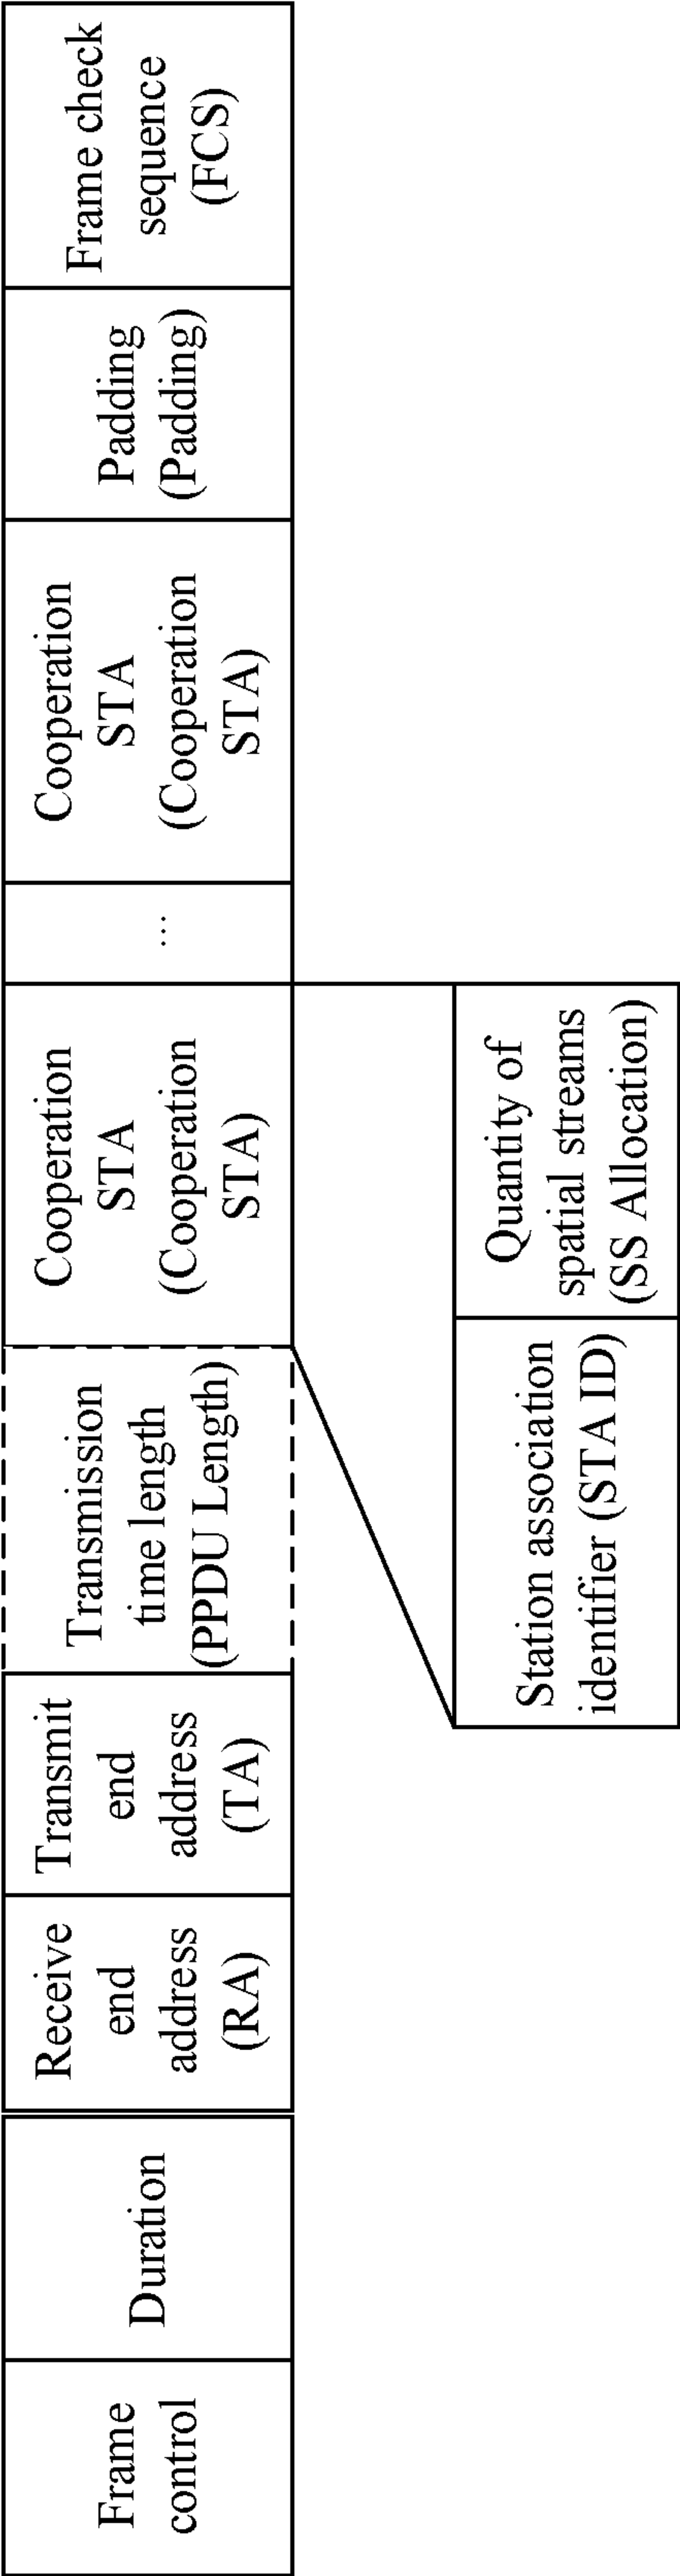 Frame
control
Duration
Receive
end
address
(RA)
Transmit
end
address
(TA)
Transmission
time length
(PPDU Length)
Cooperation
STA
(Cooperation
STA)
...
Cooperation
STA
(Cooperation
STA)
Padding
(Padding)
Frame check
sequence
(FCS)
Station association
identifier (STA ID)
Quantity of
spatial streams
(SS Allocation)